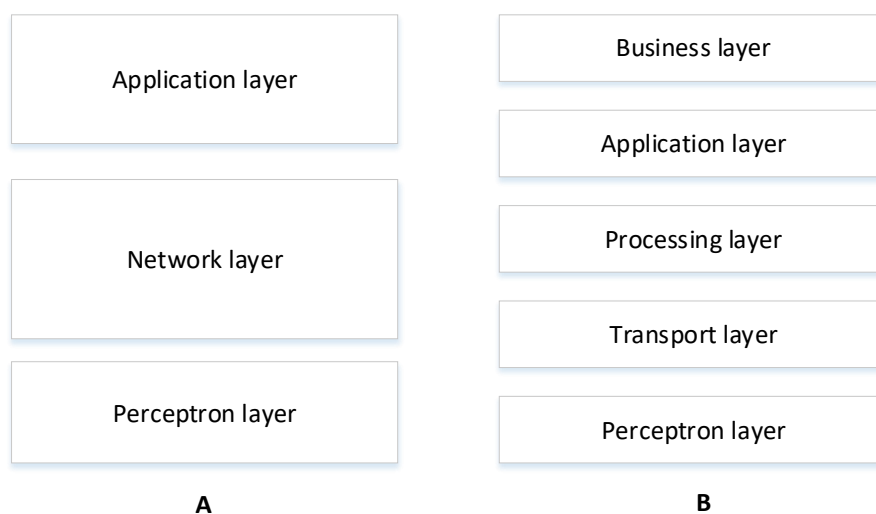 Application layer
Network layer
Perceptron layer
A
Business layer
Application layer
Processing layer
Transport layer
Perceptron layer
B